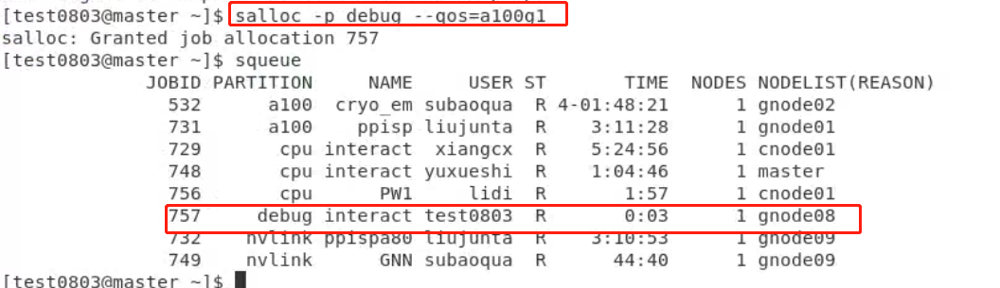 [test0803@master ~]$ salloc -p debug --qos=a100q1
salloc: Granted job allocation 757
[test0803@master ~]$ squeue
JOBID PARTITION NAME USER ST TIME NODES NODELIST(REASON)
532 a100 cryo_em subaoqua R 4-01:48:21 1 gnode02
731 a100 ppisp liujunta R 3:11:28 1 gnode01
729 cpu interact xiangcx R 5:24:56 1 cnode01
748 cpu interact yuxueshi R 1:04:46 1 master
756 cpu PW1 lidi R 1:57 1 cnode01
757 debug interact test0803 R 0:03 1 gnode08
732 nvlink ppispa80 liujunta R 3:10:53 1 gnode09
749 nvlink GNN subaoqua R 44:40 1 gnode09
[test0803@master ~]$